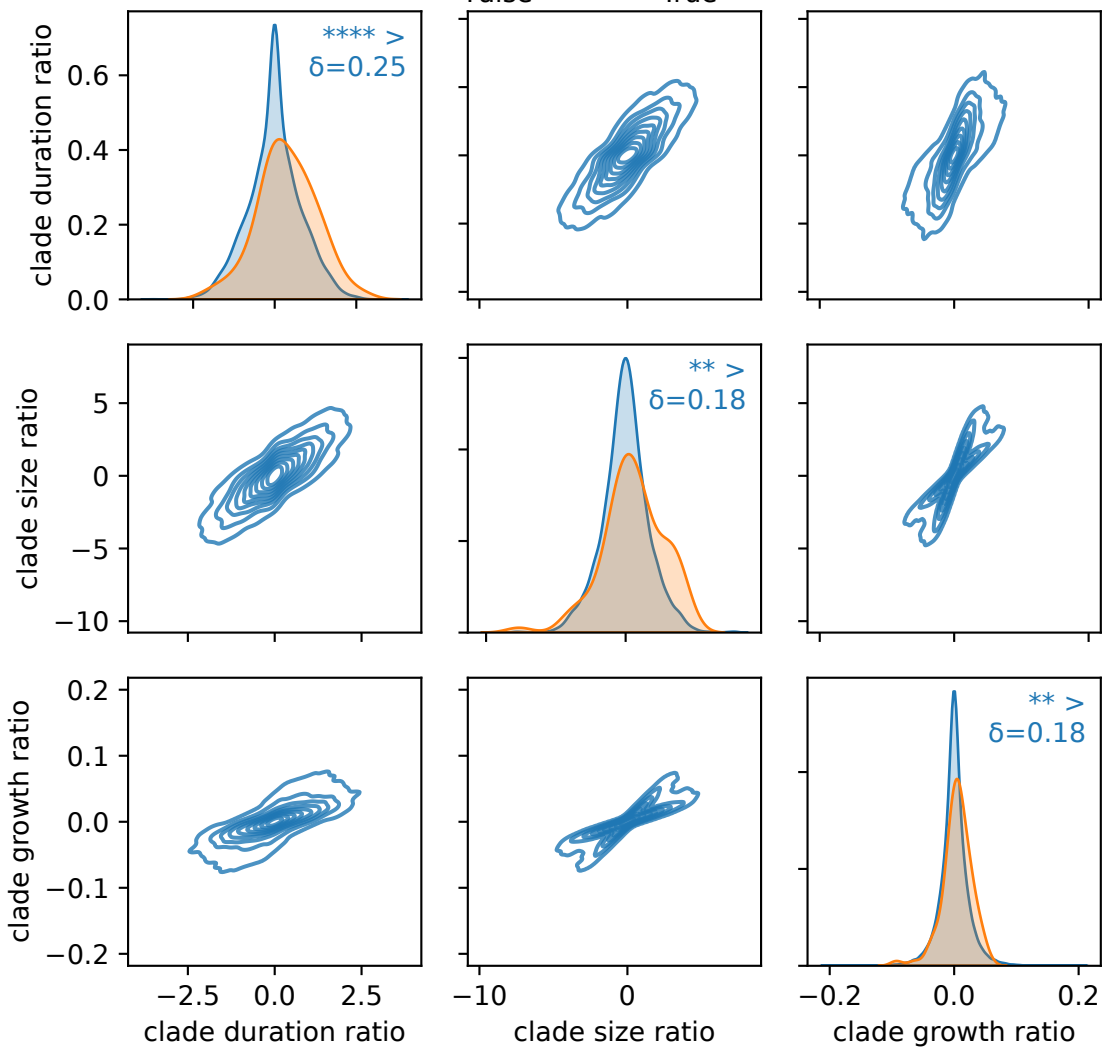 False True
clade duration ratio
0.6
0.4
0.2
0.0
**** >
δ=0.25
clade size ratio
5
0
−5
−10
** >
δ=0.18
clade growth ratio
0.2
0.1
0.0
−0.1
−0.2
** >
δ=0.18
−2.5 0.0 2.5
−10 0
−0.2 0.0 0.2
clade duration ratio
clade size ratio
clade growth ratio